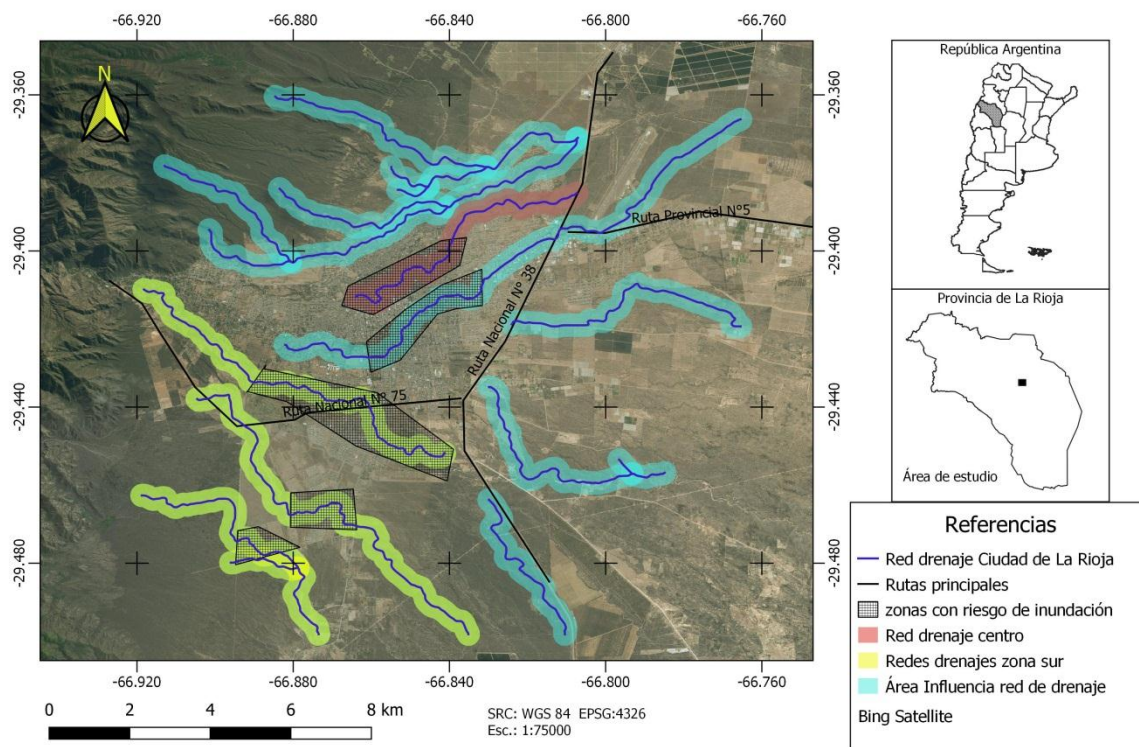 -66.920 -66.880 -66.840 -66.800 -66.760
-29.360 -29.360
-29.400 -29.400
-29.440 -29.440
-29.480 -29.480
N
Ruta Provincial N°5
Ruta Nacional N° 38
Ruta Nacional N° 75
-66.920 -66.880 -66.840 -66.800 -66.760
0 2 4 6 8 km
SRC: WGS 84 EPSG:4326
Esc.: 1:75000
República Argentina
Provincia de La Rioja
Área de estudio
Referencias
Red drenaje Ciudad de La Rioja
Rutas principales
zonas con riesgo de inundación
Red drenaje centro
Redes drenajes zona sur
Área Influencia red de drenaje
Bing Satellite